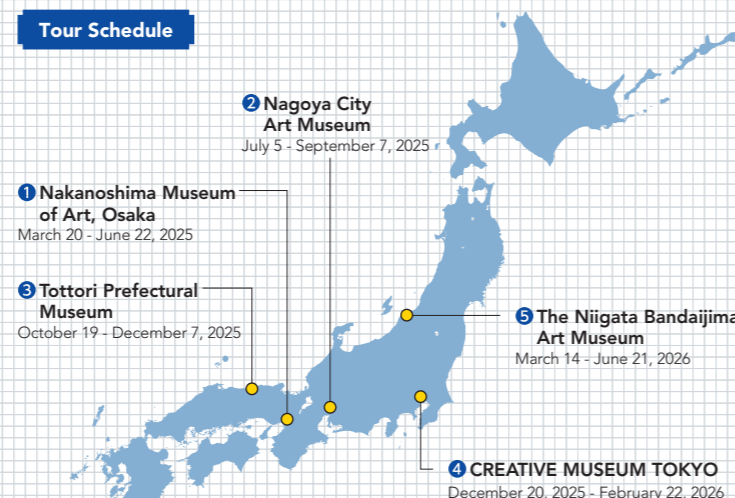 Tour Schedule
2 Nagoya City
Art Museum
July 5 - September 7, 2025
1 Nakanoshima Museum
of Art, Osaka
March 20 - June 22, 2025
3 Tottori Prefectural
Museum
October 19 - December 7, 2025
5 The Niigata Bandaijima
Art Museum
March 14 - June 21, 2026
4 CREATIVE MUSEUM TOKYO
December 20, 2025 - February 22, 2026